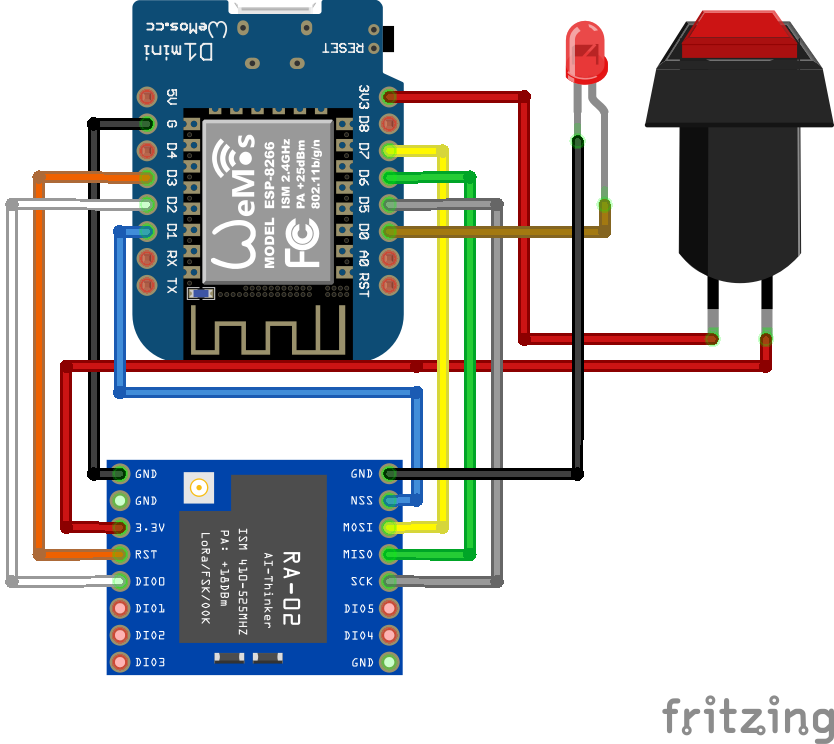 WeMos.cc
D1mini
RESET
5V
G
D4
D3
D2
D1
RX
TX
3V3
D8
D7
D6
D5
D0
A0
RST
WeMos
MODEL ESP-8266
ISM 2.4GHz
PA +25dBm
802.11b/g/n
FC
GND
GND
3.3V
RST
DIO0
DIO1
DIO2
DIO3
GND
NSS
MOSI
MISO
SCK
DIO5
DIO4
GND
RA-02
AI-Thinker
ISM 410-525MHZ
PA: +18DBm
LoRa/FSK/OOK
fritzing